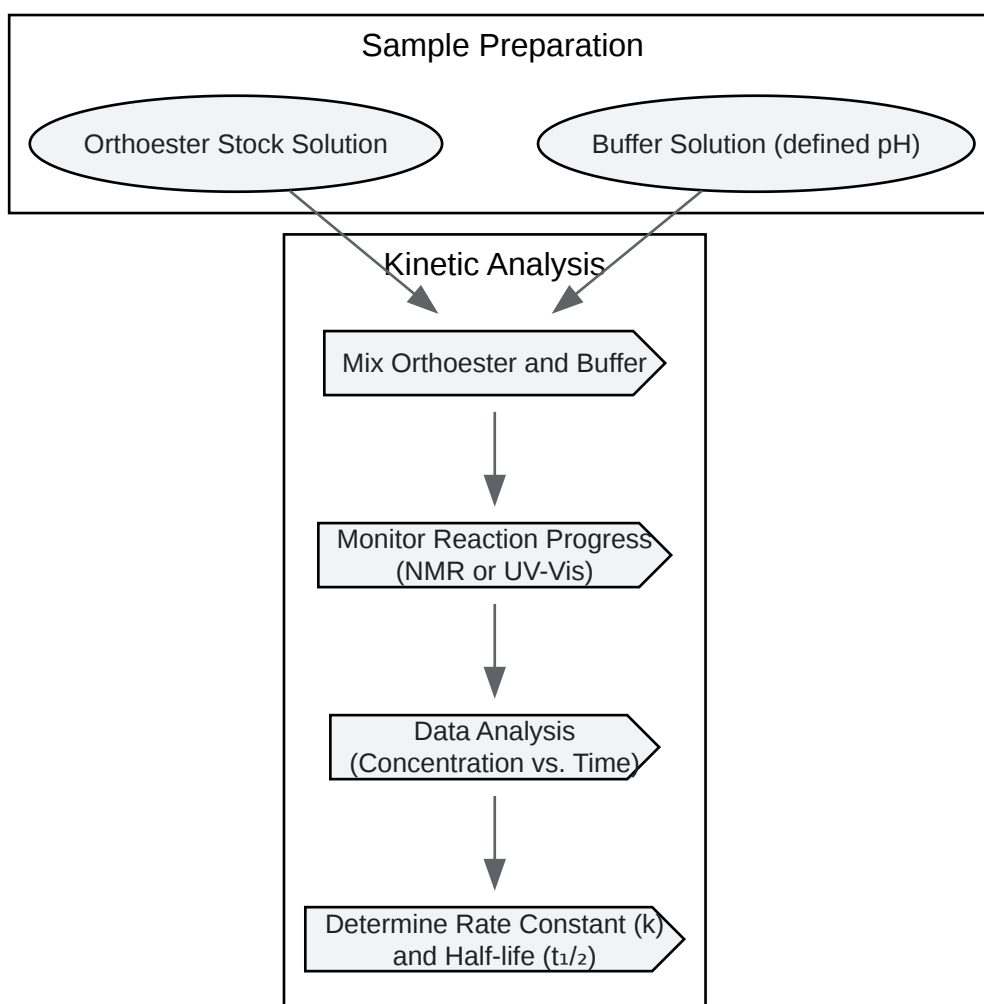 Sample Preparation
Orthoester Stock Solution
Buffer Solution (defined pH)
Kinetic Analysis
Mix Orthoester and Buffer
Monitor Reaction Progress
(NMR or UV-Vis)
Data Analysis
(Concentration vs. Time)
Determine Rate Constant (k)
and Half-life (t₁/₂)